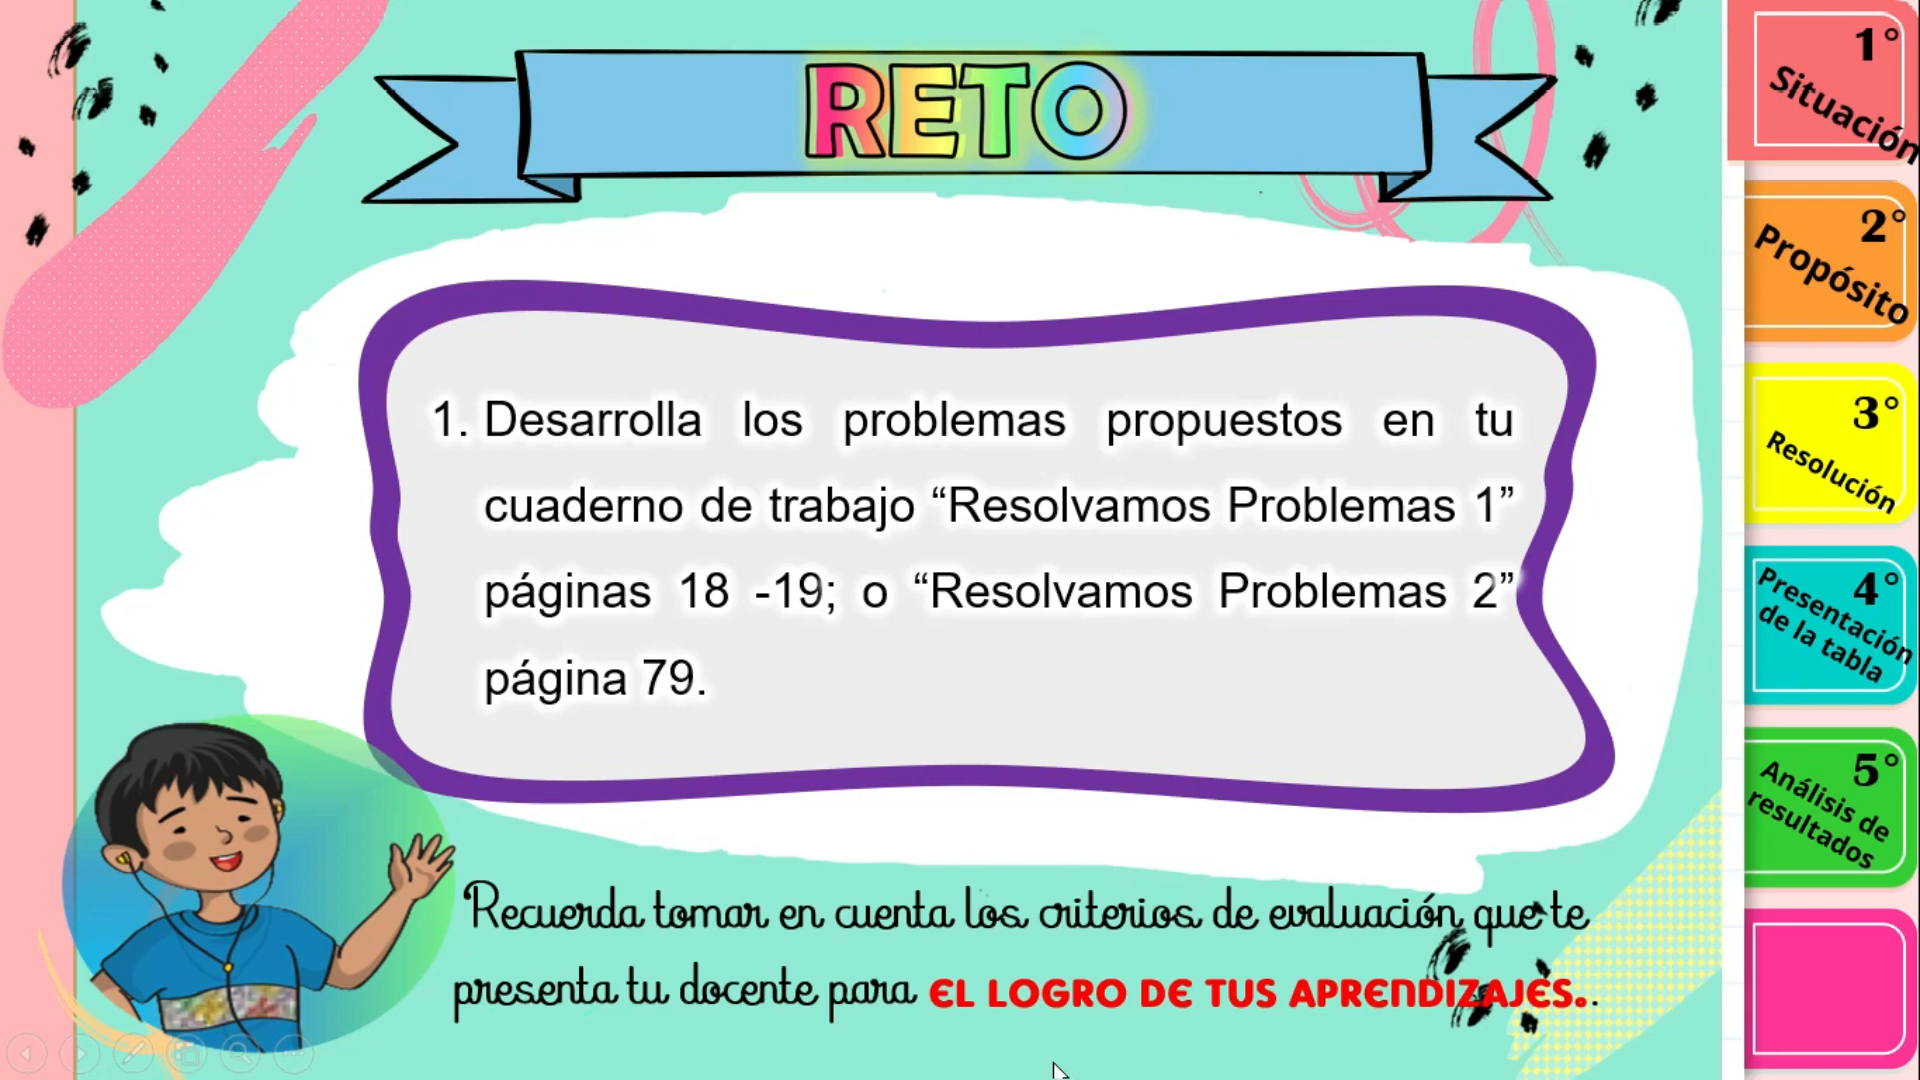 RETO
1. Desarrolla los problemas propuestos en tu
cuaderno de trabajo “Resolvamos Problemas 1”
páginas 18 -19; o “Resolvamos Problemas 2”
página 79.
Recuerda tomar en cuenta los criterios de evaluación que te
presenta tu docente para EL LOGRO DE TUS APRENDIZAJES..
1°
Situación
2°
Propósito
3°
Resolución
4°
Presentación
de la tabla
5°
Análisis de
resultados